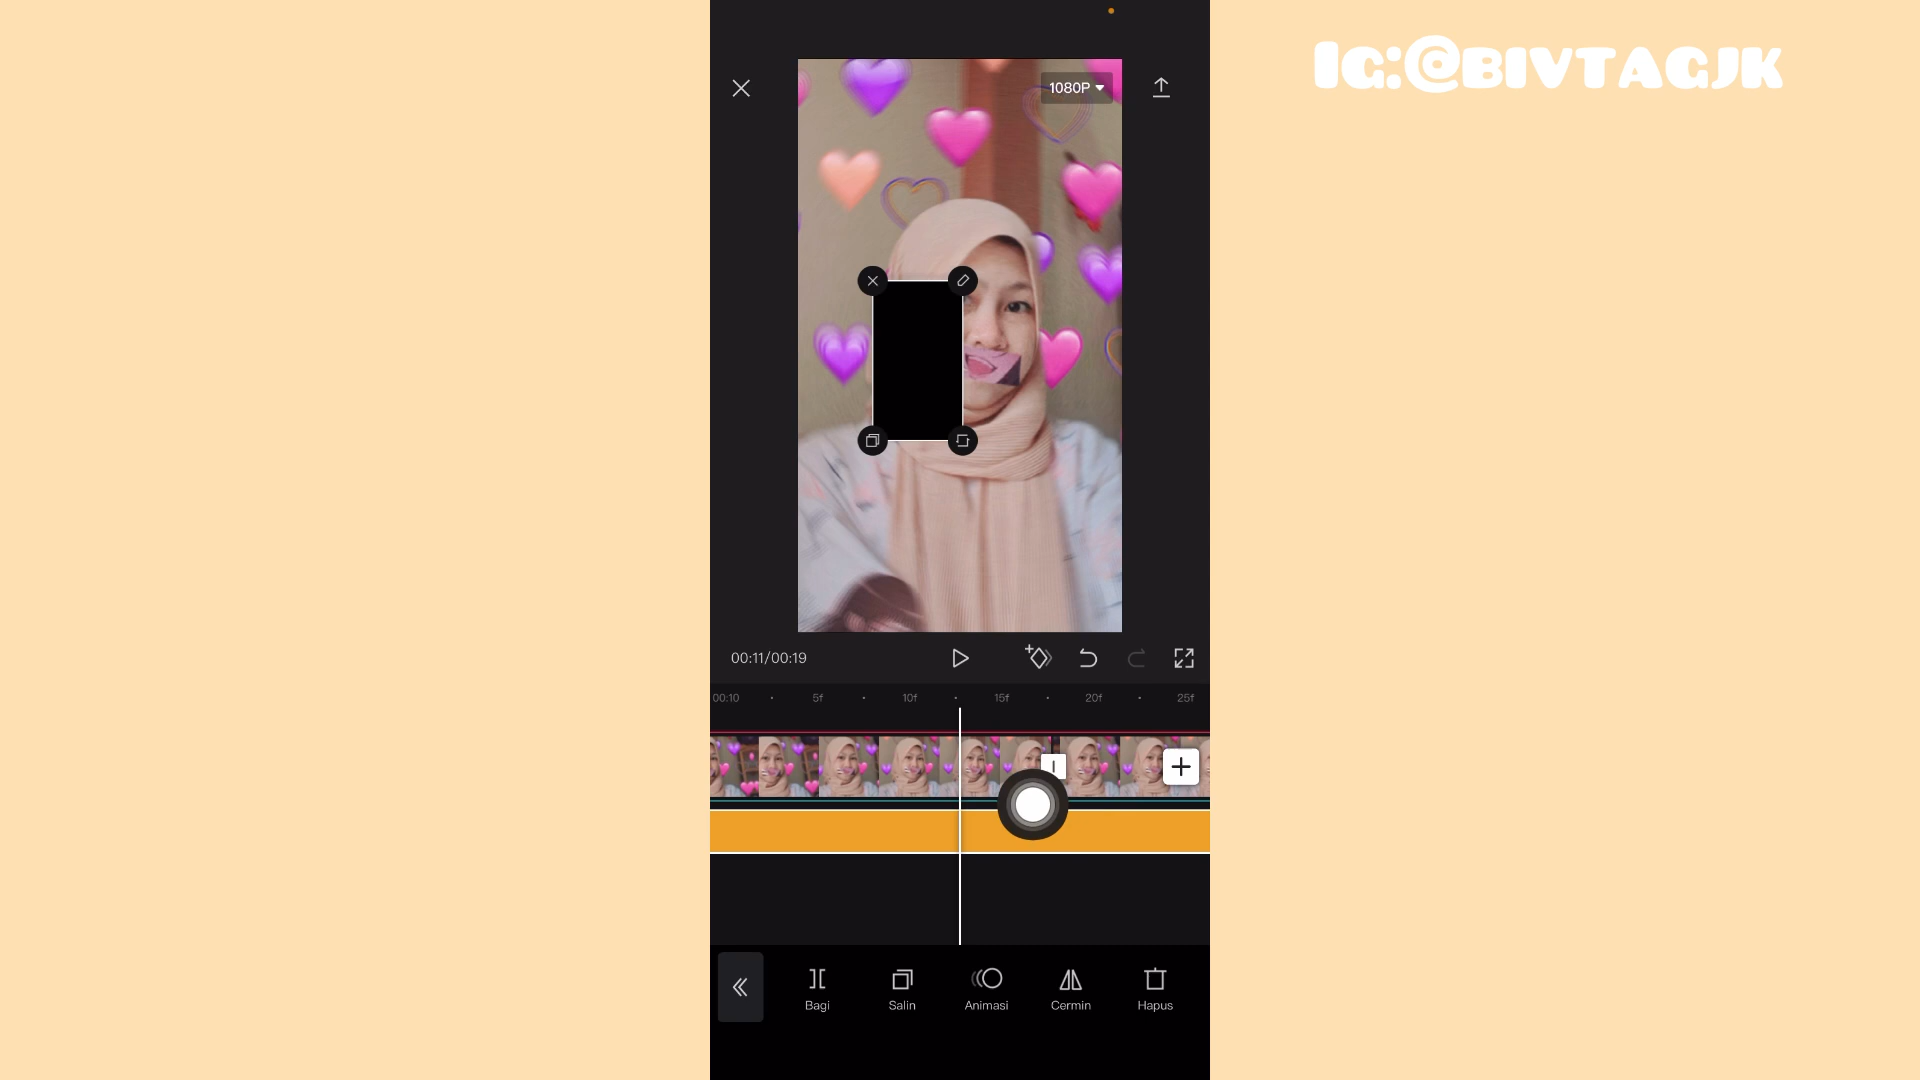 IG:@BIVTAGJK
1080P
00:11/00:19
00:10 5f 10f 15f 20f 25f
Bagi Salin Animasi Cermin Hapus